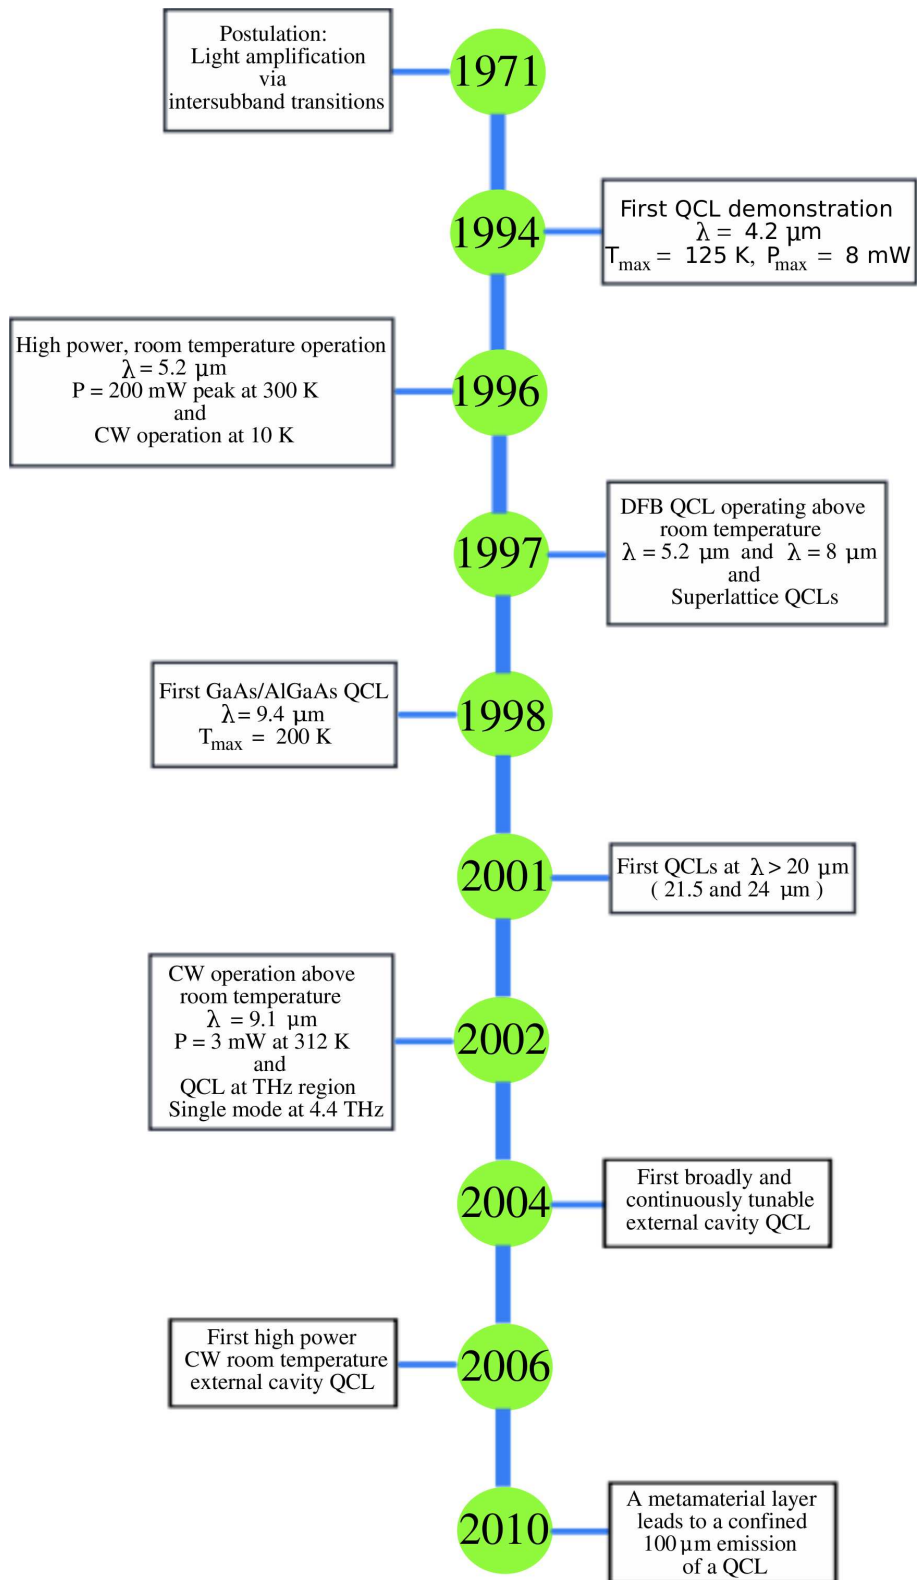 Postulation:
Light amplification
via
intersubband transitions
1971
1994
First QCL demonstration
λ = 4.2 μm
Tmax = 125 K, Pmax = 8 mW
High power, room temperature operation
λ = 5.2 μm
P = 200 mW peak at 300 K
and
CW operation at 10 K
1996
1997
DFB QCL operating above
room temperature
λ = 5.2 μm and λ = 8 μm
and
Superlattice QCLs
First GaAs/AlGaAs QCL
λ = 9.4 μm
Tmax = 200 K
1998
2001
First QCLs at λ > 20 μm
( 21.5 and 24 μm )
CW operation above
room temperature
λ = 9.1 μm
P = 3 mW at 312 K
and
QCL at THz region
Single mode at 4.4 THz
2002
2004
First broadly and
continuously tunable
external cavity QCL
First high power
CW room temperature
external cavity QCL
2006
2010
A metamaterial layer
leads to a confined
100 μm emission
of a QCL